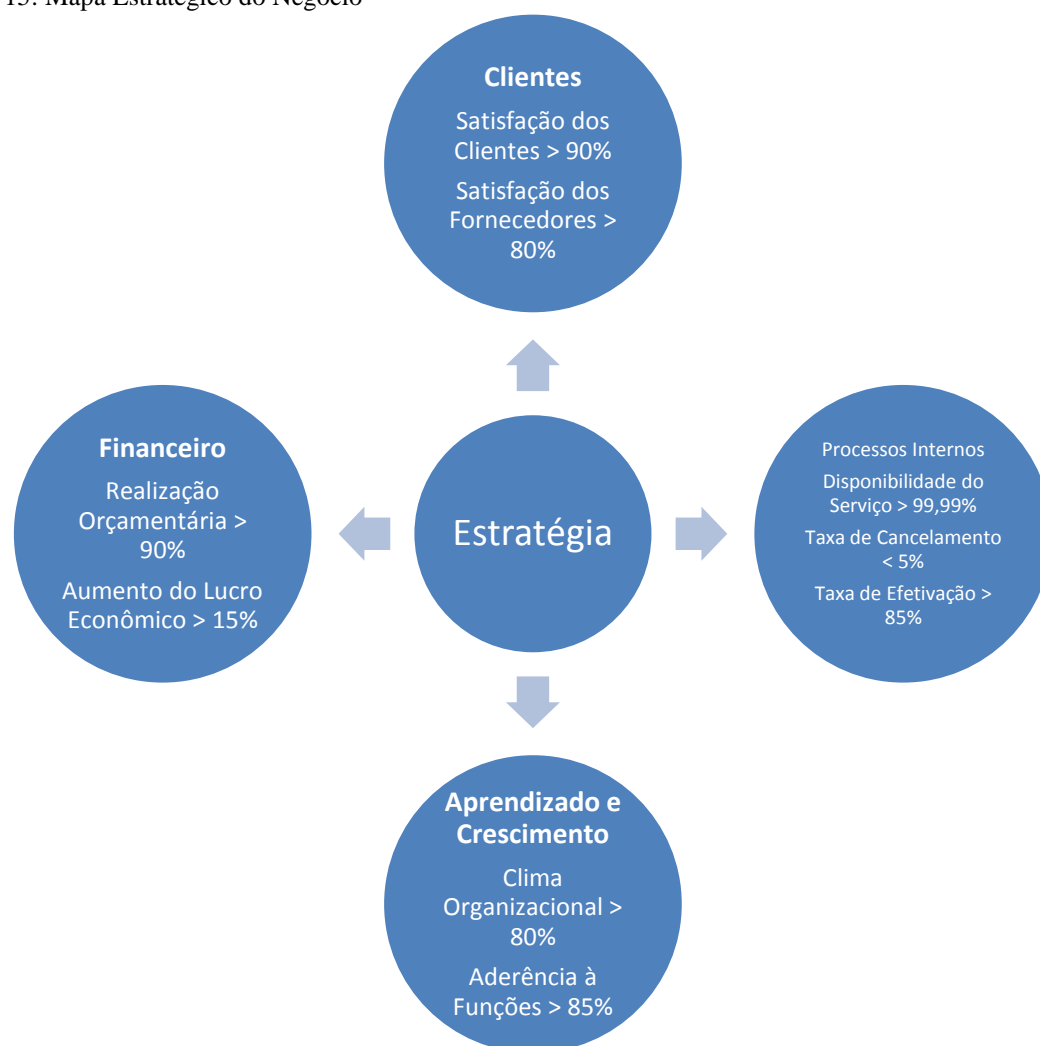 13: Mapa Estratégico do Negócio
Clientes
Satisfação dos
Clientes > 90%
Satisfação dos
Fornecedores >
80%
Financeiro
Realização
Orçamentária >
90%
Aumento do Lucro
Econômico > 15%
Estratégia
Processos Internos
Disponibilidade do
Serviço > 99,99%
Taxa de Cancelamento
< 5%
Taxa de Efetivação >
85%
Aprendizado e
Crescimento
Clima
Organizacional >
80%
Aderência à
Funções > 85%